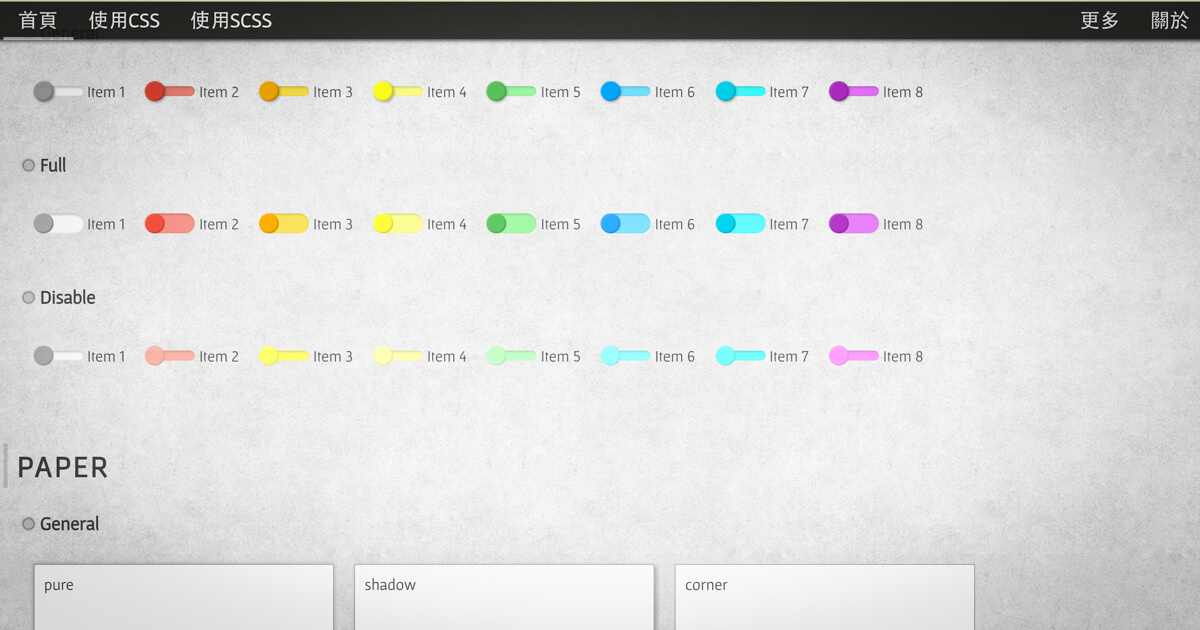 首頁 使用CSS 使用SCSS 更多 關於
General
Item 1 Item 2 Item 3 Item 4 Item 5 Item 6 Item 7 Item 8
Full
Item 1 Item 2 Item 3 Item 4 Item 5 Item 6 Item 7 Item 8
Disable
Item 1 Item 2 Item 3 Item 4 Item 5 Item 6 Item 7 Item 8
PAPER
General
pure shadow corner